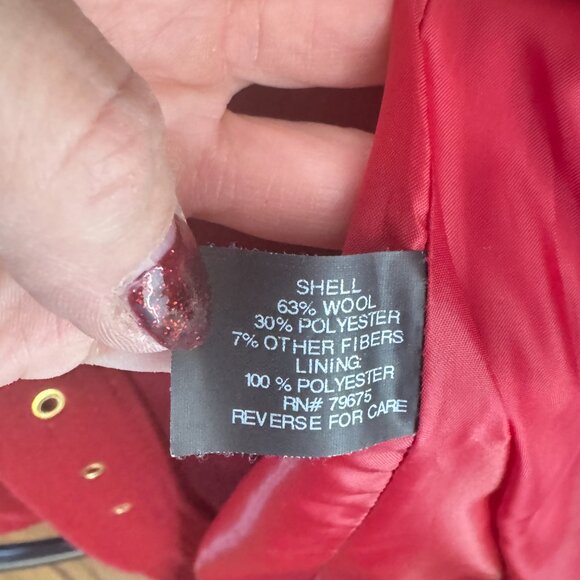 SHELL
63% WOOL
30% POLYESTER
7% OTHER FIBERS
LINING:
100 % POLYESTER
RN# 79675
REVERSE FOR CARE